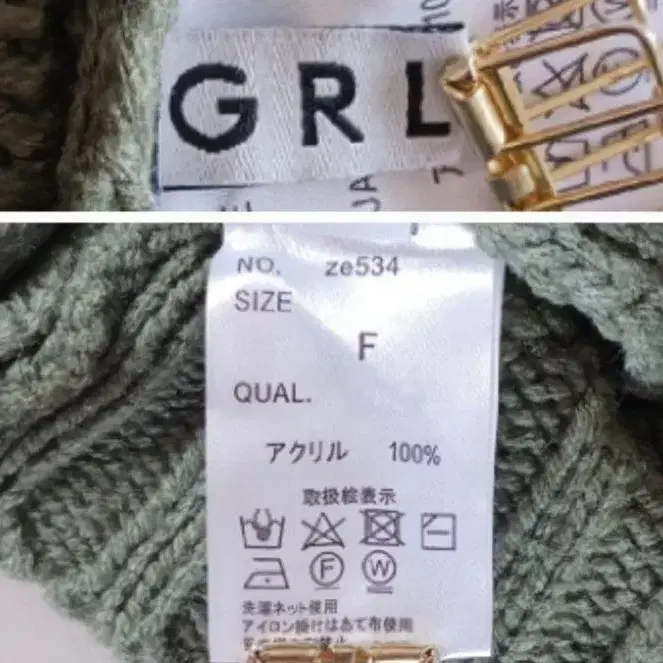 GRL
NO. ze534
SIZE
F
QUAL.
アクリル 100%
取扱絵表示
F W
洗濯ネット使用
アイロン掛けはあて布使用